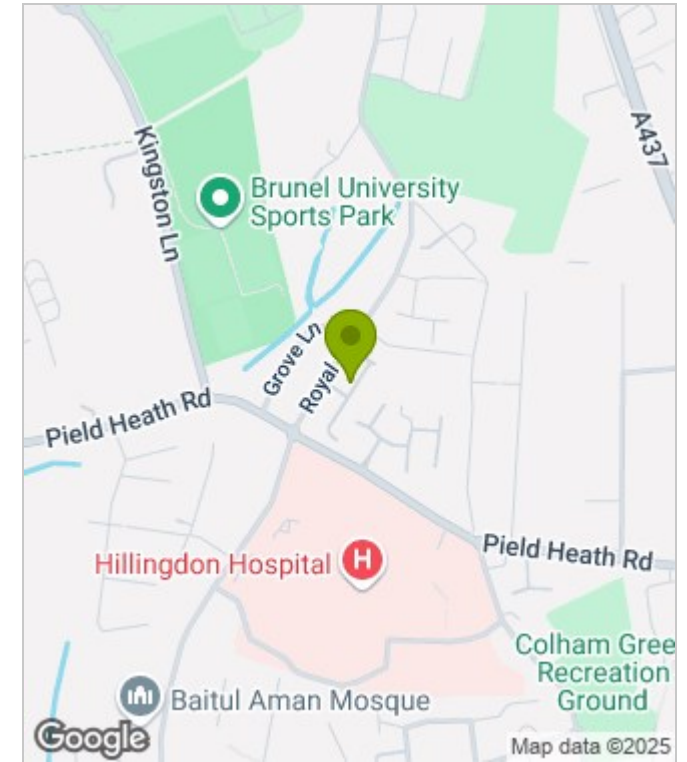 Kingston Ln
A437
Brunel University
Sports Park
Grove Ln
Royal
Pield Heath Rd
Hillingdon Hospital
H
Pield Heath Rd
Colham Gree
Recreation
Ground
Baitul Aman Mosque
Google
Map data ©2025